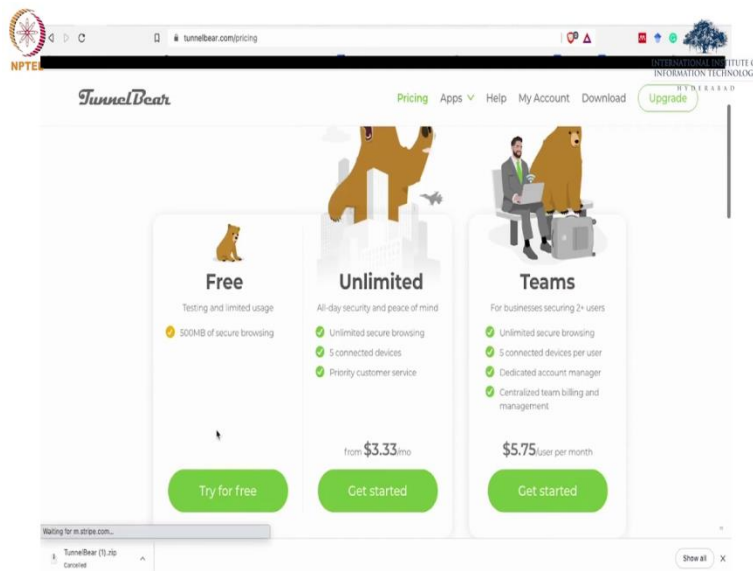 tunnelbear.com/pricing
NPTEL
INTERNATIONAL INSTITUTE O
INFORMATION TECHNOLOG
HYDERABAD
TunnelBear
Pricing Apps Help My Account Download Upgrade
Free
Testing and limited usage
500MB of secure browsing
Try for free
Unlimited
All-day security and peace of mind
Unlimited secure browsing
5 connected devices
Priority customer service
from $3.33/mo
Get started
Teams
For businesses securing 2+ users
Unlimited secure browsing
5 connected devices per user
Dedicated account manager
Centralized team billing and
management
$5.75/user per month
Get started
Waiting for m.stripe.com...
TunnelBear (1).zip
Cancelled
Show all X